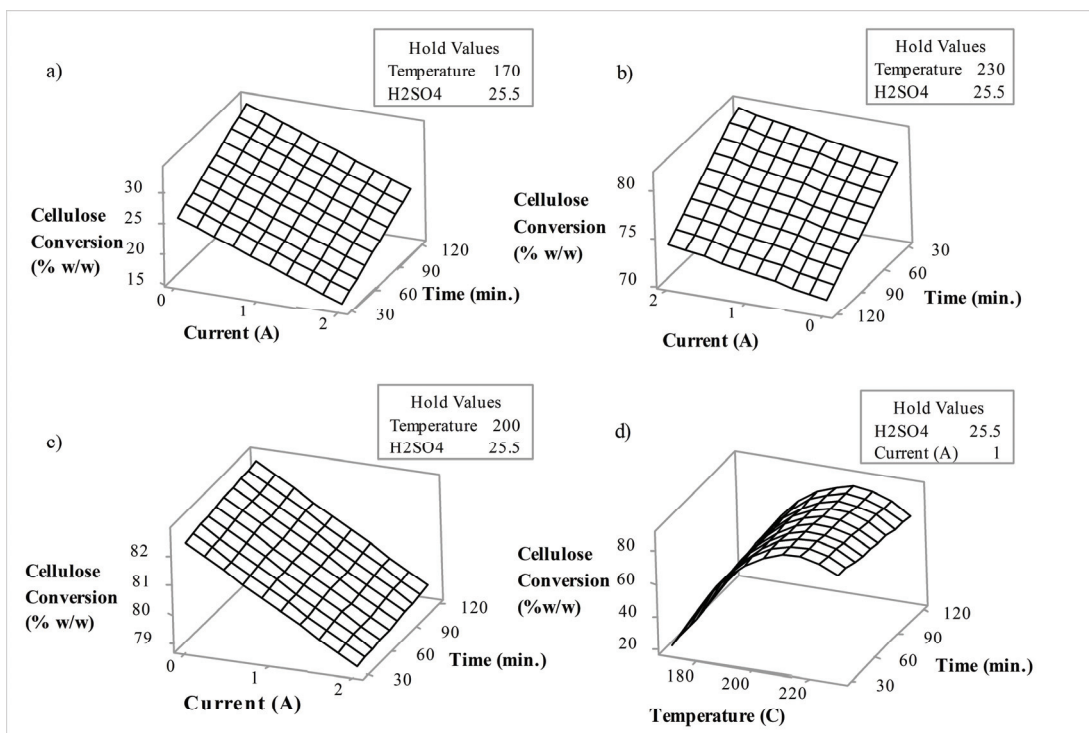 a)
Hold Values
Temperature 170
H2SO4 25.5
30
25
20
15
Cellulose
Conversion
(% w/w)
0
1
2
Current (A)
30
60
90
120
Time (min.)
b)
Hold Values
Temperature 230
H2SO4 25.5
80
75
70
Cellulose
Conversion
(% w/w)
2
1
0
Current (A)
120
90
60
30
Time (min.)
c)
Hold Values
Temperature 200
H2SO4 25.5
82
81
80
79
Cellulose
Conversion
(% w/w)
0
1
2
Current (A)
30
60
90
120
Time (min.)
d)
Hold Values
H2SO4 25.5
Current (A) 1
80
60
40
20
Cellulose
Conversion
(%w/w)
180
200
220
Temperature (C)
30
60
90
120
Time (min.)